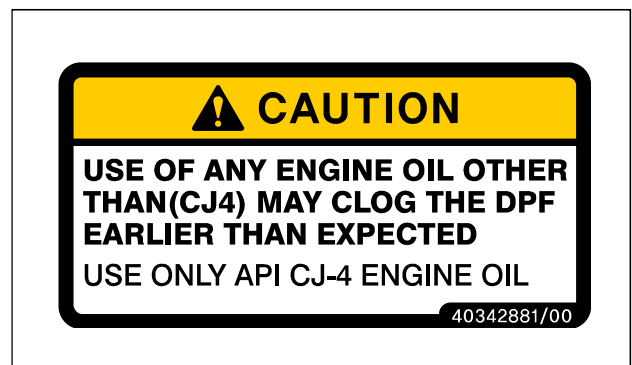 CAUTION
USE OF ANY ENGINE OIL OTHER
THAN(CJ4) MAY CLOG THE DPF
EARLIER THAN EXPECTED
USE ONLY API CJ-4 ENGINE OIL
40342881/00